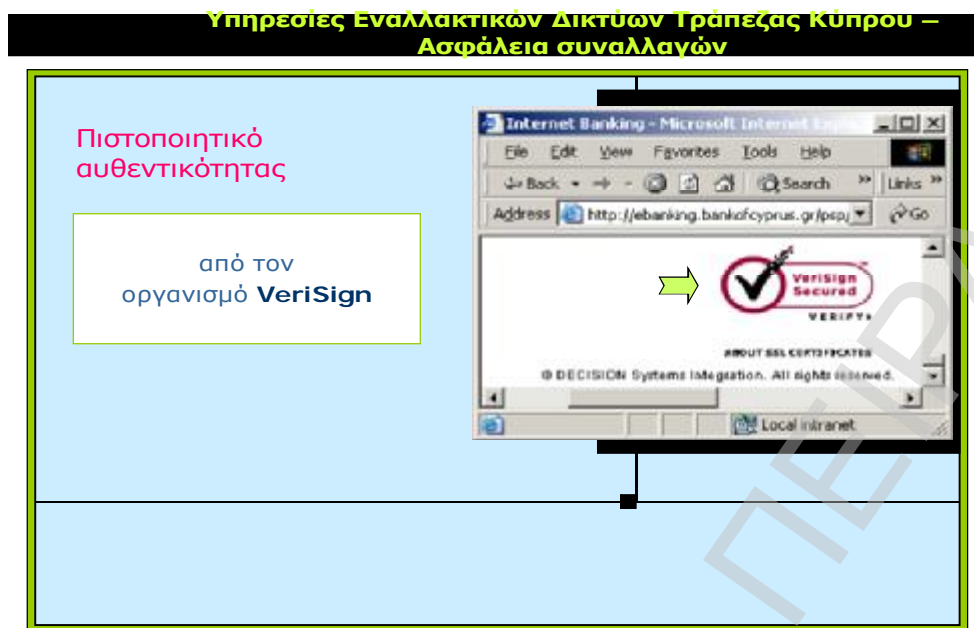 Υπηρεσίες Εναλλακτικών Δικτύων Τράπεζας Κύπρου –
Ασφάλεια συναλλαγών
Πιστοποιητικό
αυθεντικότητας
από τον
οργανισμό VeriSign
Internet Banking - Microsoft Internet
File Edit View Favorites Tools Help
Back Search » Links »
Address http://ebanking.bankofcyprus.gr/psp/ Go
VeriSign
Secured
VERIFY
ABOUT SSL CERTIFICATES
© DECISION Systems Integration. All rights reserved.
Local intranet
ΠΕΙΡΑ